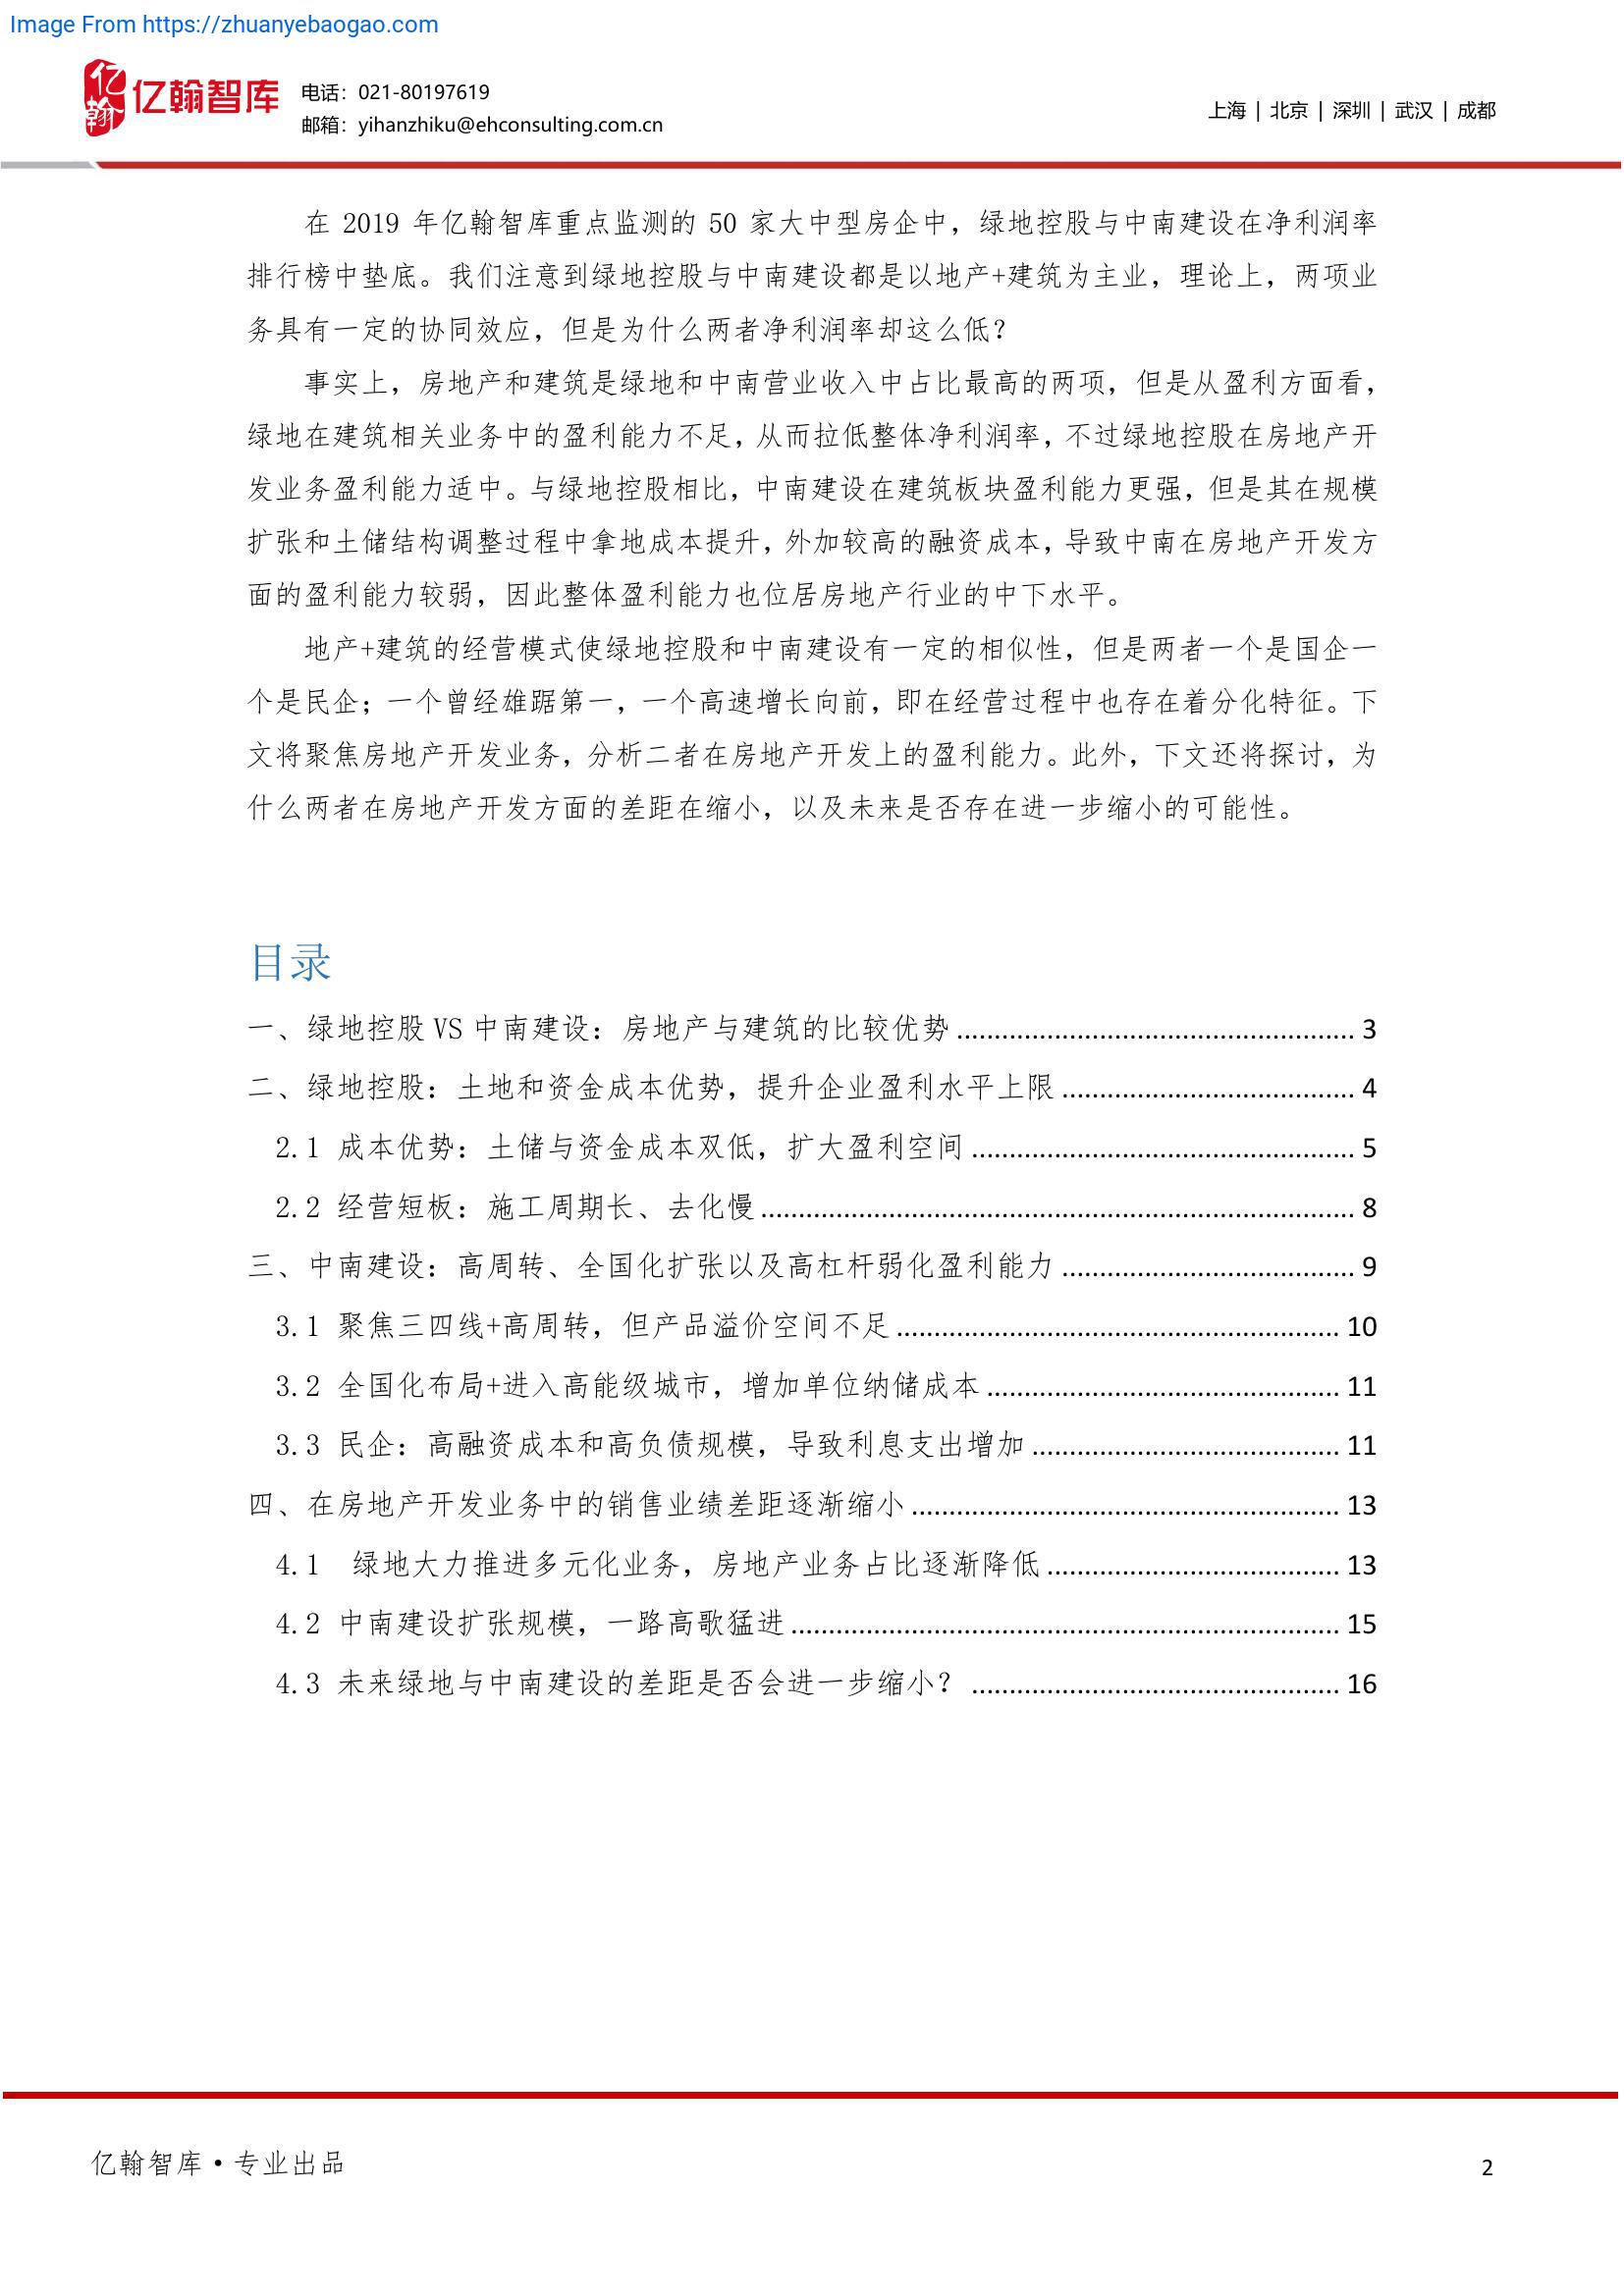 Image From https://zhuanyebaogao.com
亿翰
亿翰智库
电话：021-80197619
邮箱：yihanzhiku@ehconsulting.com.cn
上海 | 北京 | 深圳 | 武汉 | 成都
在 2019 年亿翰智库重点监测的 50 家大中型房企中，绿地控股与中南建设在净利润率
排行榜中垫底。我们注意到绿地控股与中南建设都是以地产+建筑为主业，理论上，两项业
务具有一定的协同效应，但是为什么两者净利润率却这么低？
事实上，房地产和建筑是绿地和中南营业收入中占比最高的两项，但是从盈利方面看，
绿地在建筑相关业务中的盈利能力不足，从而拉低整体净利润率，不过绿地控股在房地产开
发业务盈利能力适中。与绿地控股相比，中南建设在建筑板块盈利能力更强，但是其在规模
扩张和土储结构调整过程中拿地成本提升，外加较高的融资成本，导致中南在房地产开发方
面的盈利能力较弱，因此整体盈利能力也位居房地产行业的中下水平。
地产+建筑的经营模式使绿地控股和中南建设有一定的相似性，但是两者一个是国企一
个是民企；一个曾经雄踞第一，一个高速增长向前，即在经营过程中也存在着分化特征。下
文将聚焦房地产开发业务，分析二者在房地产开发上的盈利能力。此外，下文还将探讨，为
什么两者在房地产开发方面的差距在缩小，以及未来是否存在进一步缩小的可能性。
目录
一、绿地控股 VS 中南建设：房地产与建筑的比较优势 ..................................................... 3
二、绿地控股：土地和资金成本优势，提升企业盈利水平上限 ....................................... 4
2.1 成本优势：土储与资金成本双低，扩大盈利空间 ................................................... 5
2.2 经营短板：施工周期长、去化慢 ............................................................................... 8
三、中南建设：高周转、全国化扩张以及高杠杆弱化盈利能力 ....................................... 9
3.1 聚焦三四线+高周转，但产品溢价空间不足 ........................................................... 10
3.2 全国化布局+进入高能级城市，增加单位纳储成本 ............................................... 11
3.3 民企：高融资成本和高负债规模，导致利息支出增加 ......................................... 11
四、在房地产开发业务中的销售业绩差距逐渐缩小 ......................................................... 13
4.1 绿地大力推进多元化业务，房地产业务占比逐渐降低 ....................................... 13
4.2 中南建设扩张规模，一路高歌猛进 ......................................................................... 15
4.3 未来绿地与中南建设的差距是否会进一步缩小？ ................................................. 16
亿翰智库·专业出品
2